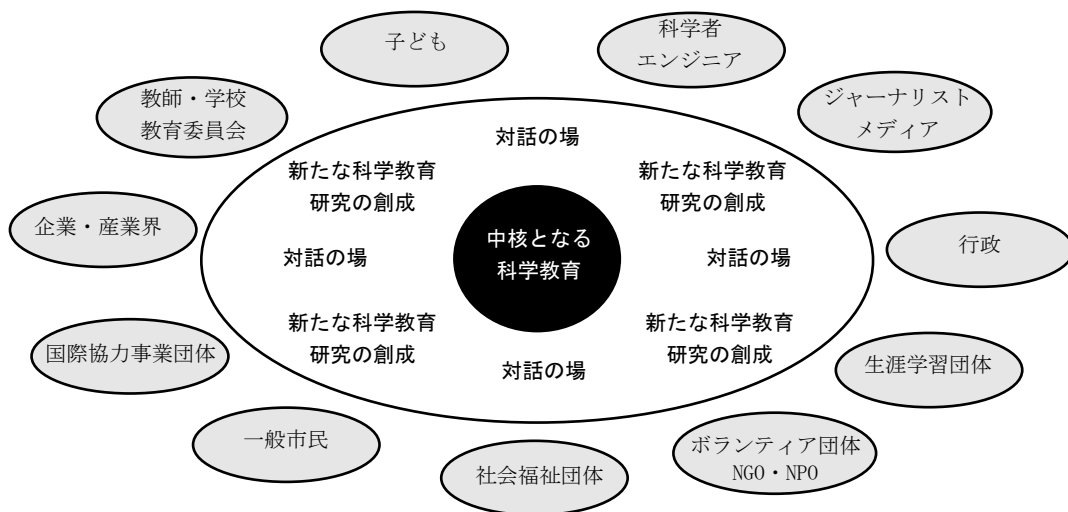 子ども
科学者
エンジニア
教師・学校
教育委員会
ジャーナリスト
メディア
対話の場
新たな科学教育
研究の創成
新たな科学教育
研究の創成
企業・産業界
対話の場
中核となる
科学教育
対話の場
行政
国際協力事業団体
新たな科学教育
研究の創成
新たな科学教育
研究の創成
対話の場
生涯学習団体
一般市民
社会福祉団体
ボランティア団体
NGO・NPO